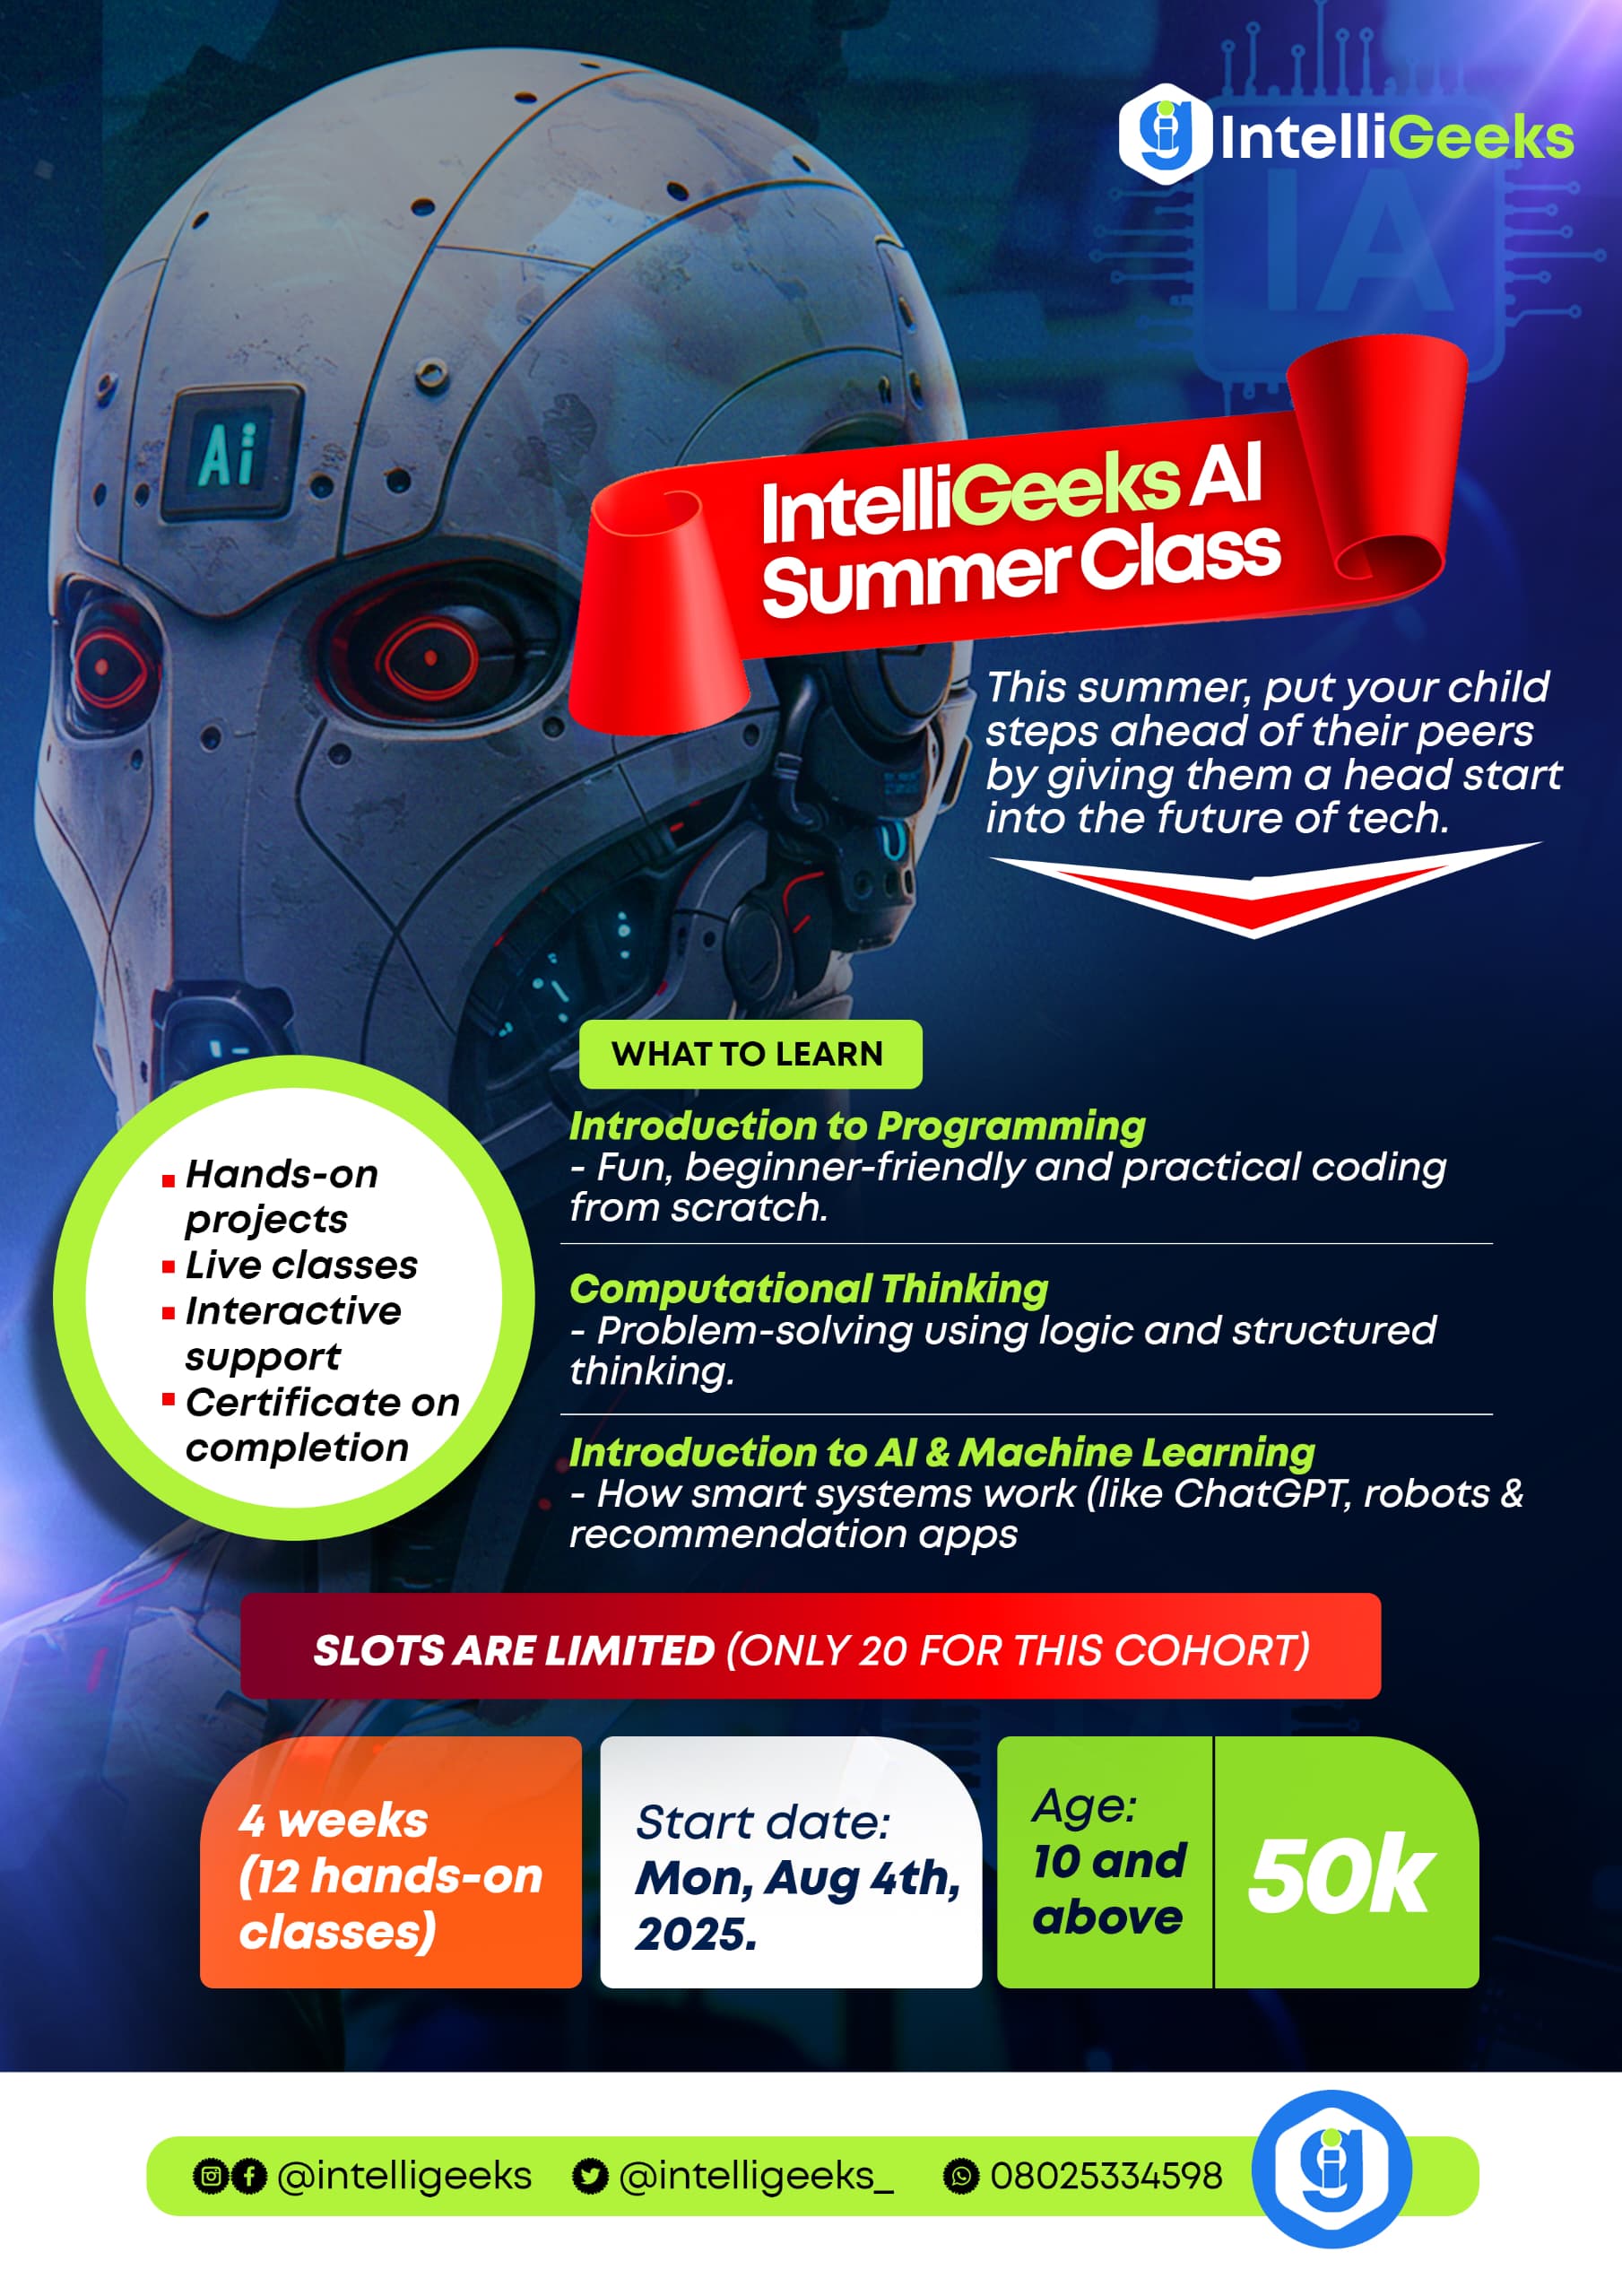 IntelliGeeks
IA
Ai
IntelliGeeks AI
Summer Class
This summer, put your child
steps ahead of their peers
by giving them a head start
into the future of tech.
WHAT TO LEARN
Introduction to Programming
- Fun, beginner-friendly and practical coding
from scratch.
Computational Thinking
- Problem-solving using logic and structured
thinking.
Introduction to AI & Machine Learning
- How smart systems work (like ChatGPT, robots &
recommendation apps
▪ Hands-on
projects
▪ Live classes
▪ Interactive
support
▪ Certificate on
completion
SLOTS ARE LIMITED (ONLY 20 FOR THIS COHORT)
4 weeks
(12 hands-on
classes)
Start date:
Mon, Aug 4th,
2025.
Age:
10 and
above
50k
@intelligeeks
@intelligeeks_
08025334598